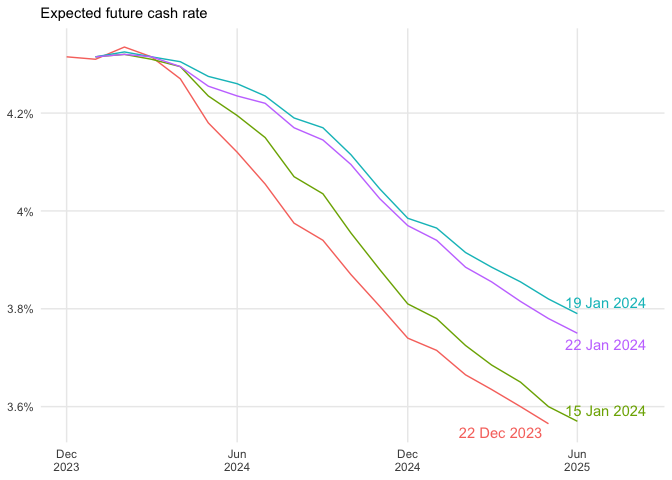 Expected future cash rate
4.2%
4%
3.8%
3.6%
19 Jan 2024
22 Jan 2024
15 Jan 2024
22 Dec 2023
Dec
2023
Jun
2024
Dec
2024
Jun
2025